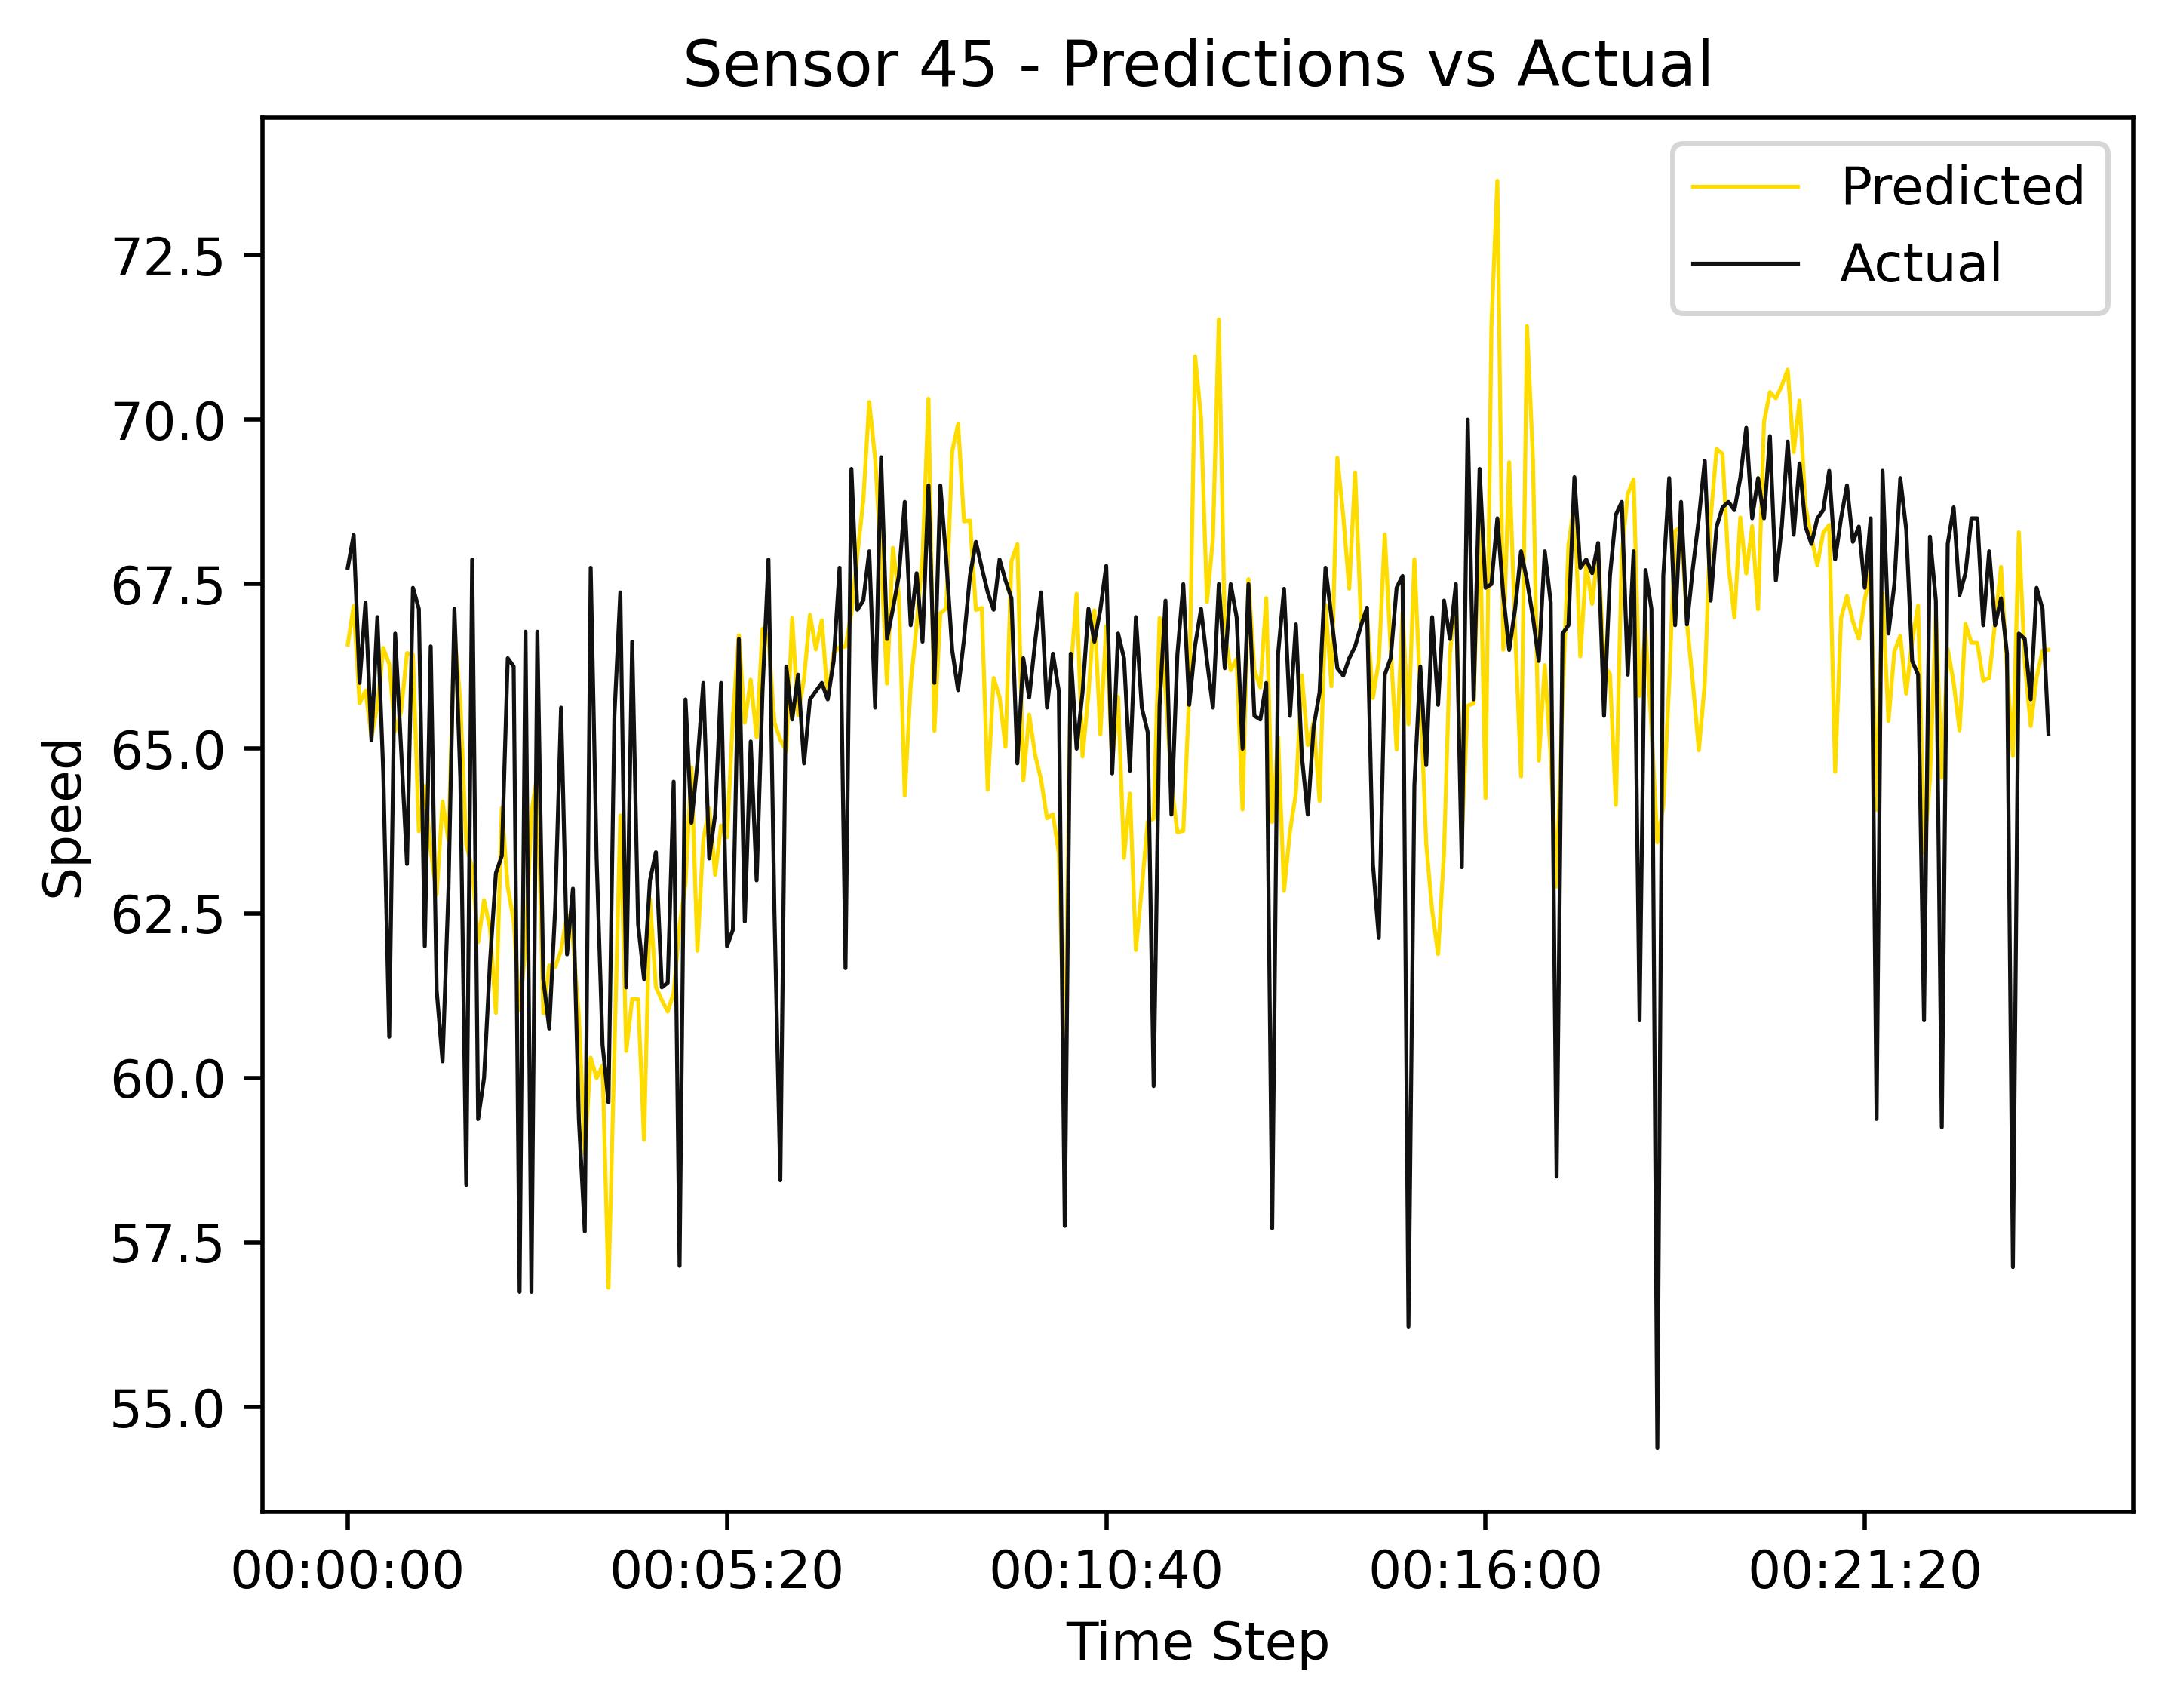 Sensor 45 - Predictions vs Actual
Predicted
Actual
72.5
70.0
67.5
65.0
62.5
60.0
57.5
55.0
Speed
00:00:00 00:05:20 00:10:40 00:16:00 00:21:20
Time Step